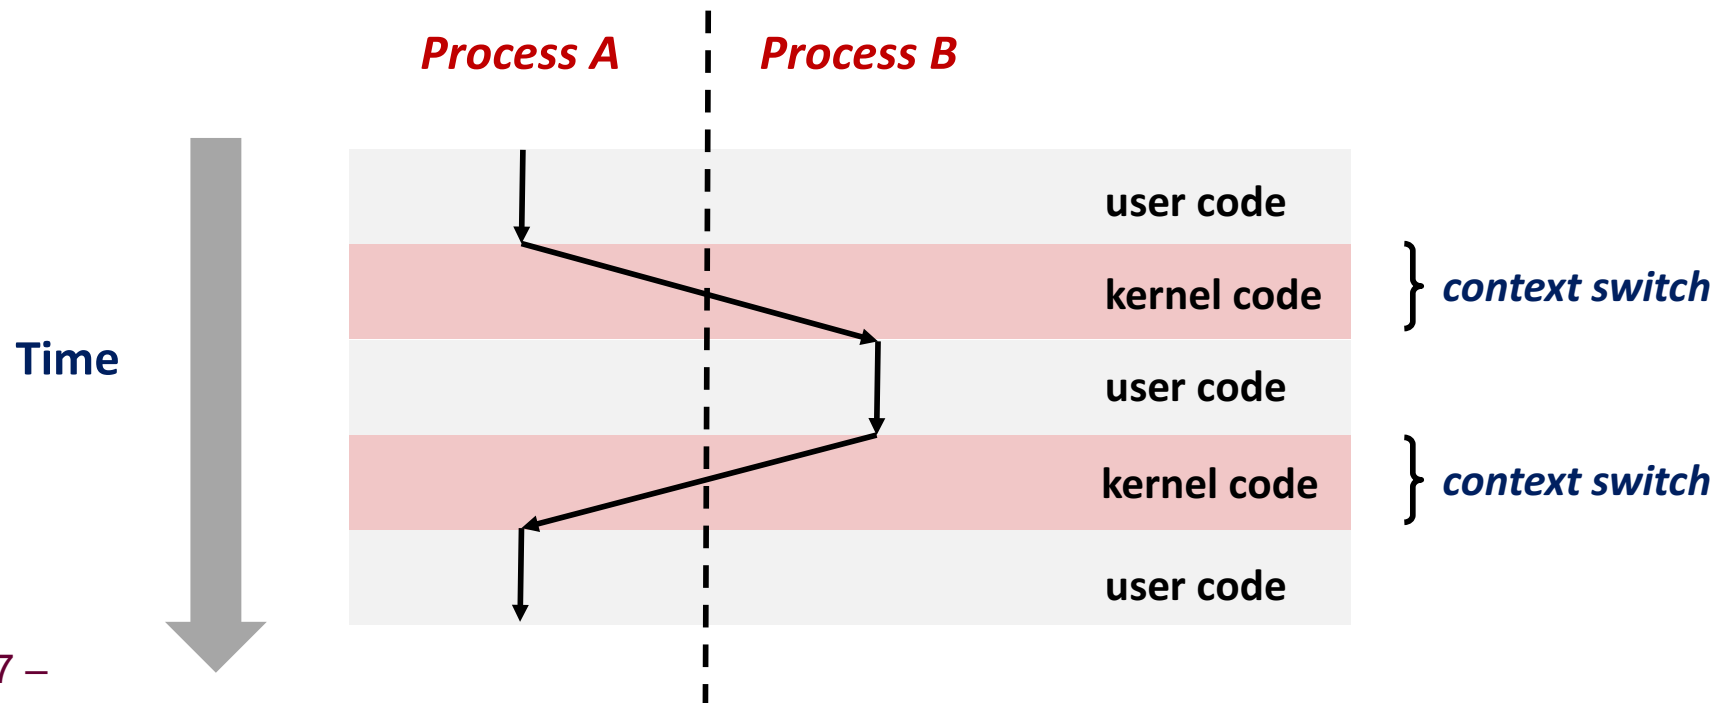 Process A
Process B
user code
kernel code
context switch
Time
user code
kernel code
context switch
user code
7 –